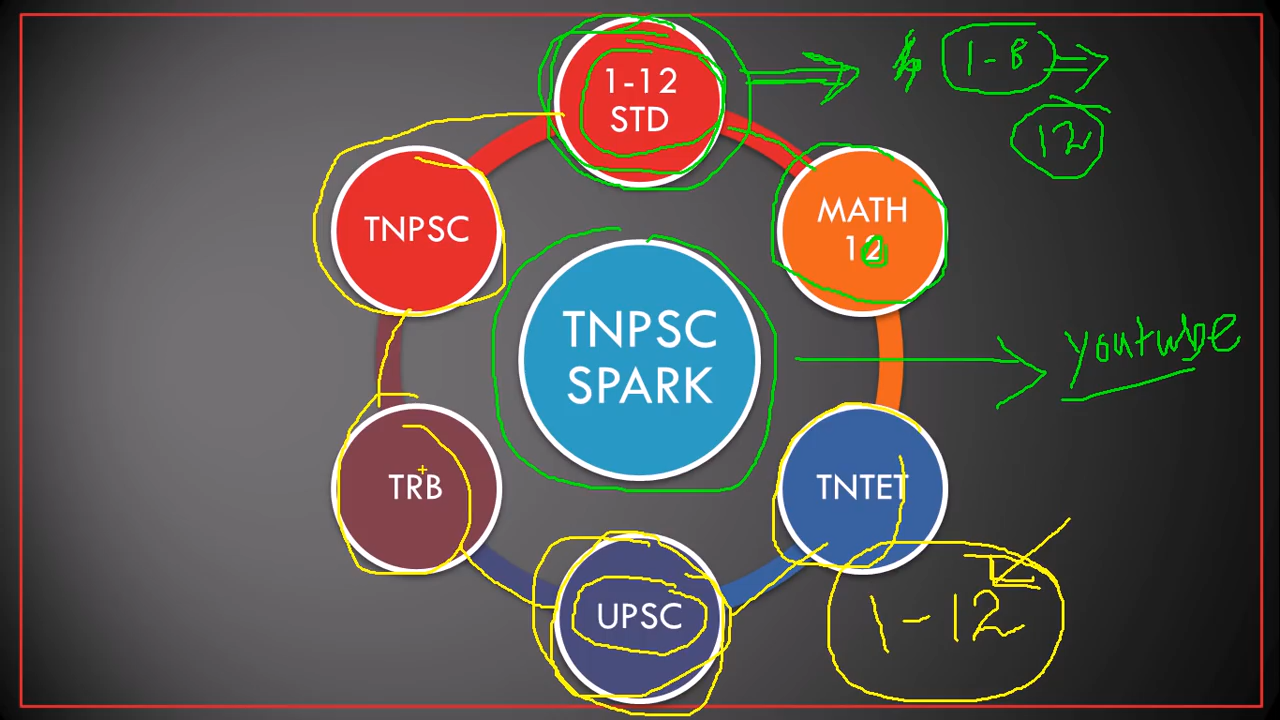 1-12
STD
1-8
12
TNPSC
MATH
12
TNPSC
SPARK
youtube
TRB
TNTET
UPSC
1-12